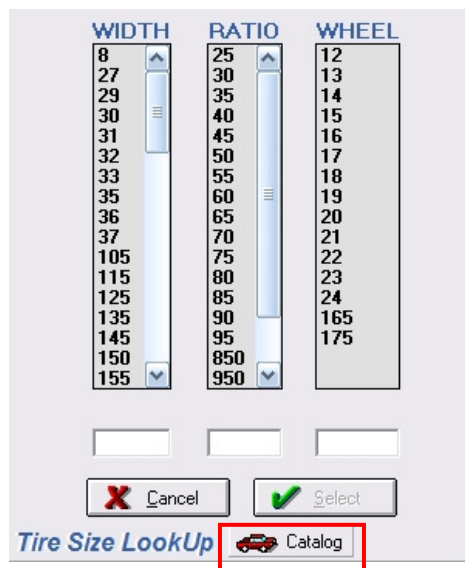 WIDTH RATIO WHEEL
8 25 12
27 30 13
29 35 14
30 40 15
31 45 16
32 50 17
33 55 18
35 60 19
36 65 20
37 70 21
105 75 22
115 80 23
125 85 24
135 90 165
145 95 175
150 850
155 950
Cancel Select
Tire Size LookUp Catalog